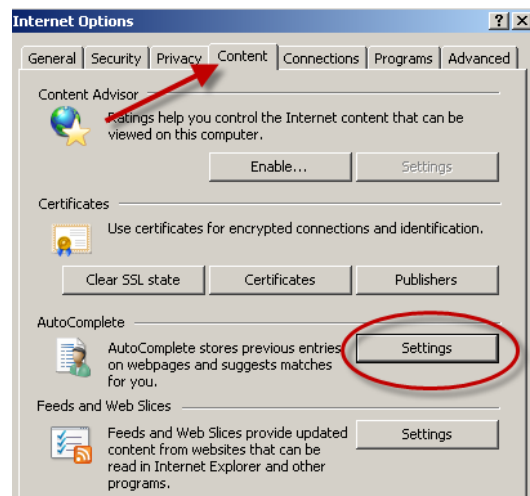 Internet Options
?
X
General Security Privacy Content Connections Programs Advanced
Content Advisor
Ratings help you control the Internet content that can be
viewed on this computer.
Enable... Settings
Certificates
Use certificates for encrypted connections and identification.
Clear SSL state Certificates Publishers
AutoComplete
AutoComplete stores previous entries
on webpages and suggests matches
for you.
Settings
Feeds and Web Slices
Feeds and Web Slices provide updated
content from websites that can be
read in Internet Explorer and other
programs.
Settings